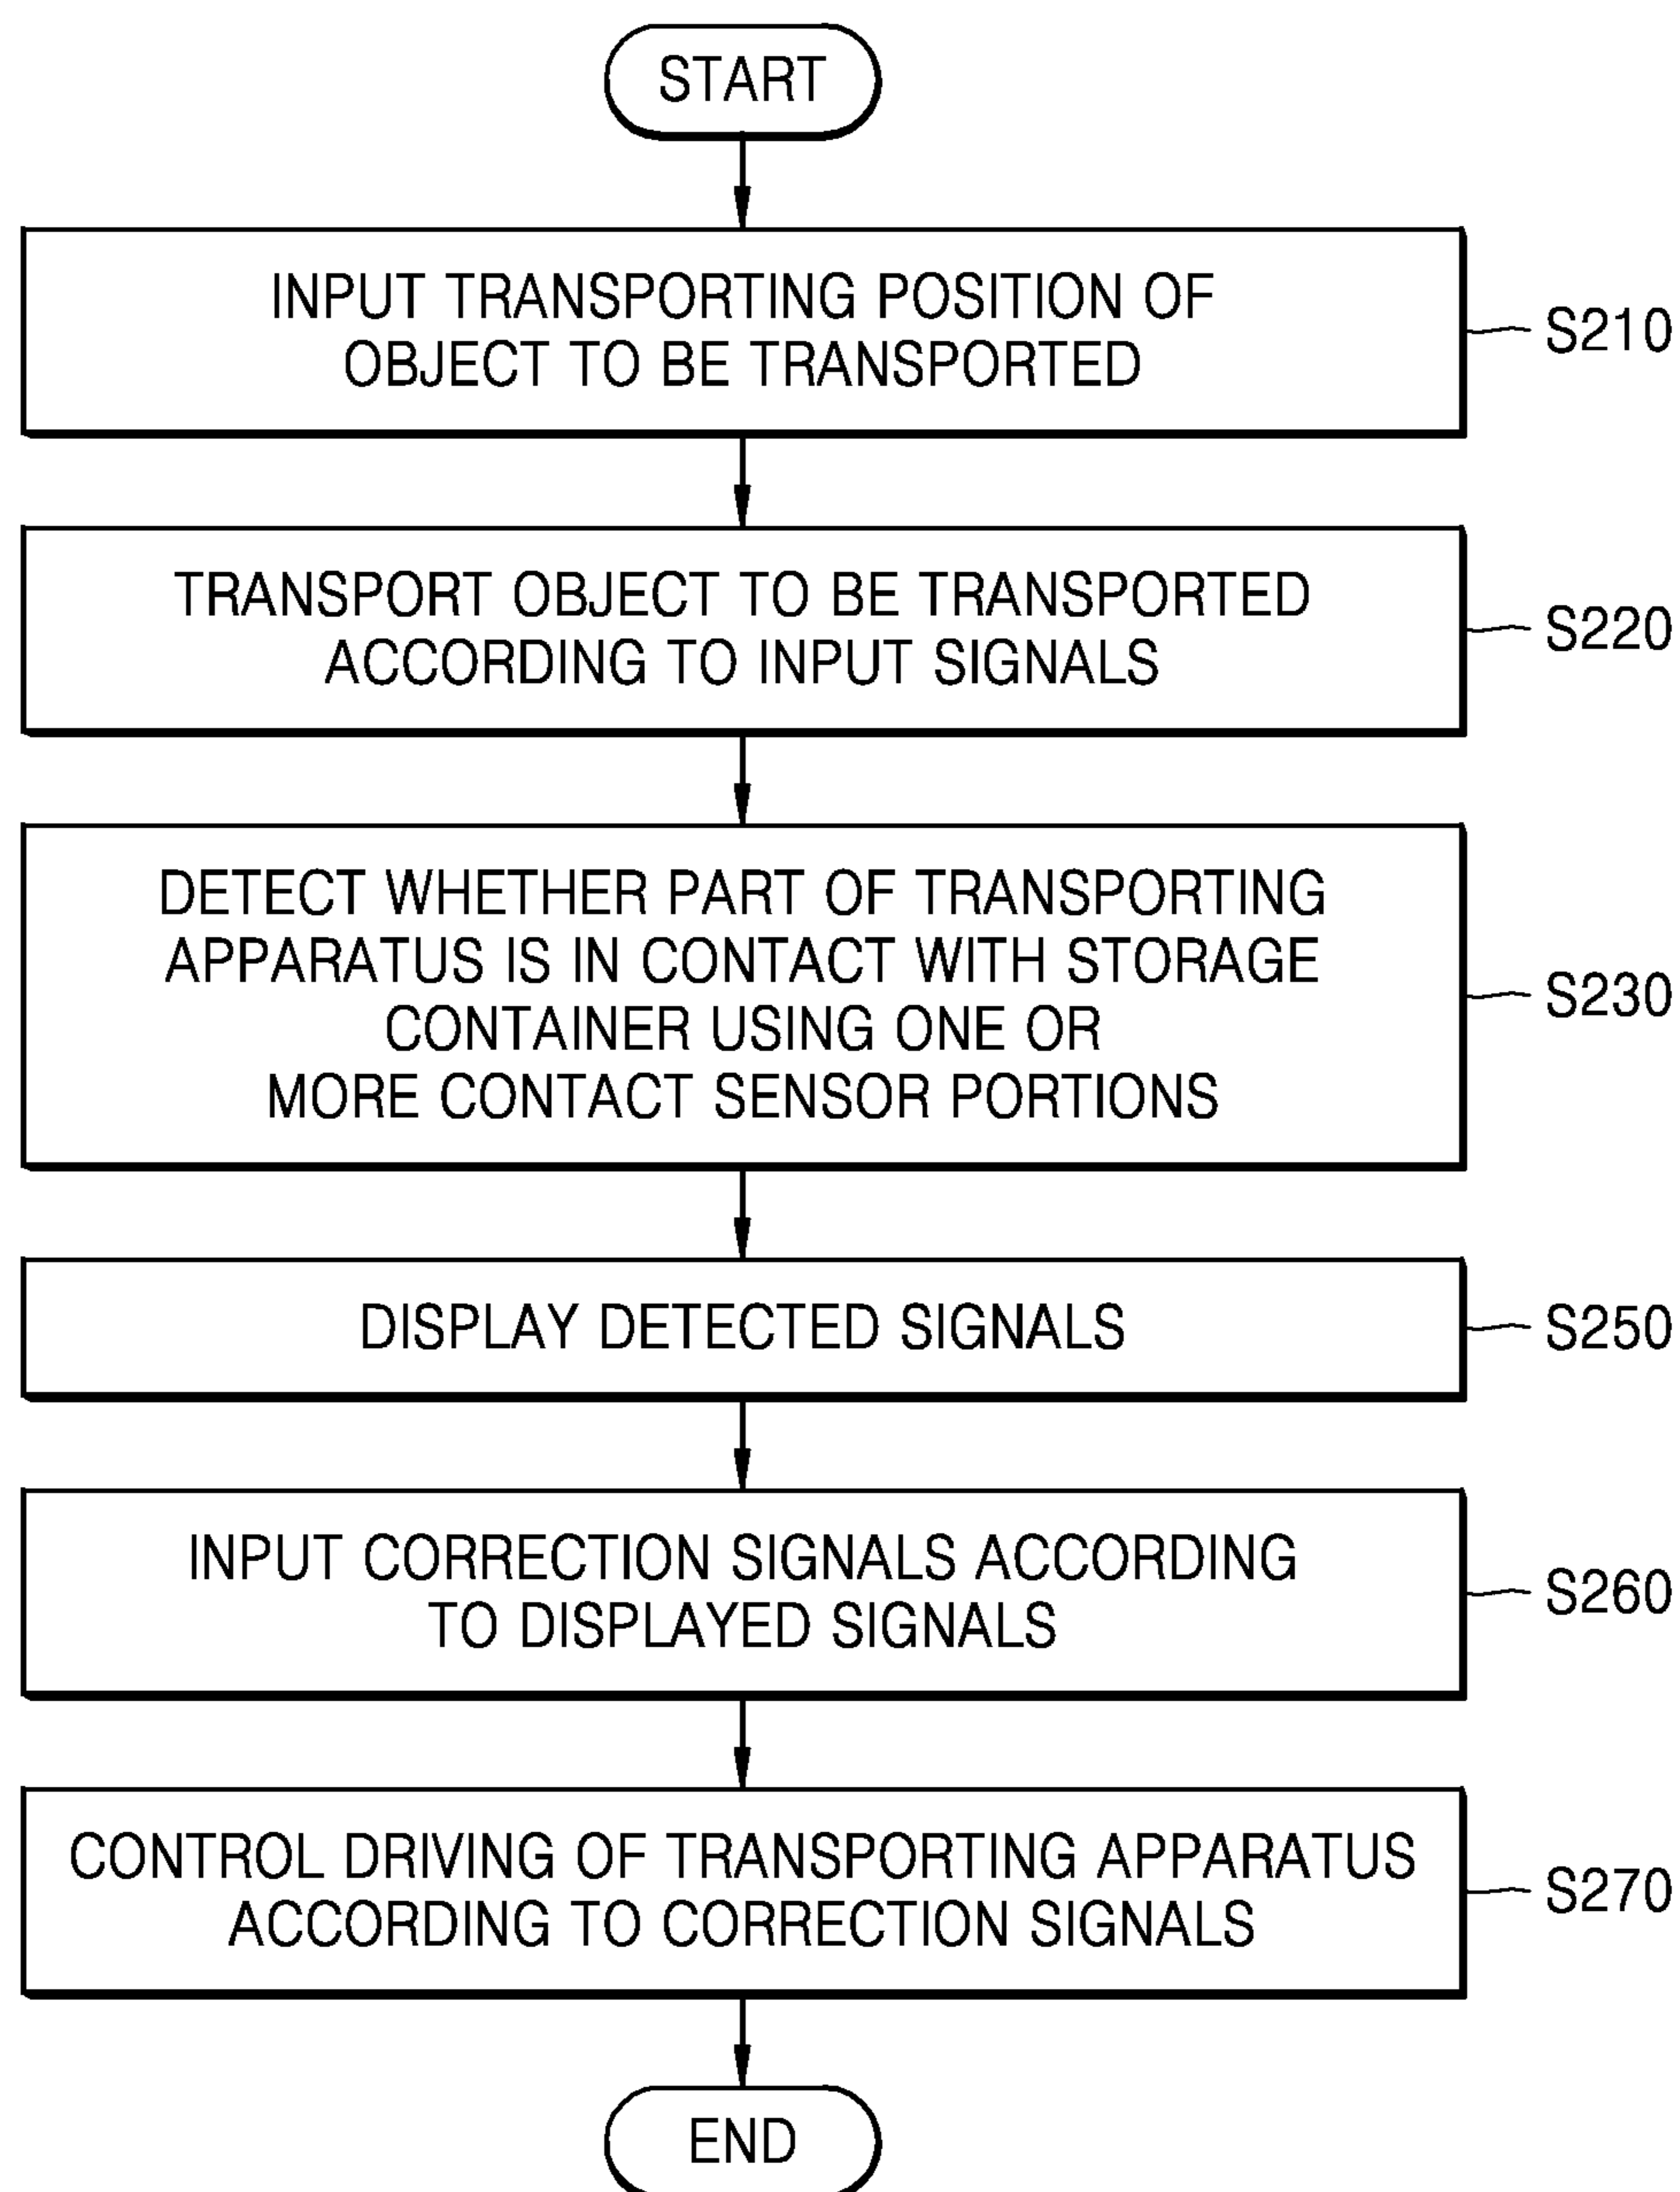 START
INPUT TRANSPORTING POSITION OF
OBJECT TO BE TRANSPORTED
S210
TRANSPORT OBJECT TO BE TRANSPORTED
ACCORDING TO INPUT SIGNALS
S220
DETECT WHETHER PART OF TRANSPORTING
APPARATUS IS IN CONTACT WITH STORAGE
CONTAINER USING ONE OR
MORE CONTACT SENSOR PORTIONS
S230
DISPLAY DETECTED SIGNALS
S250
INPUT CORRECTION SIGNALS ACCORDING
TO DISPLAYED SIGNALS
S260
CONTROL DRIVING OF TRANSPORTING APPARATUS
ACCORDING TO CORRECTION SIGNALS
S270
END